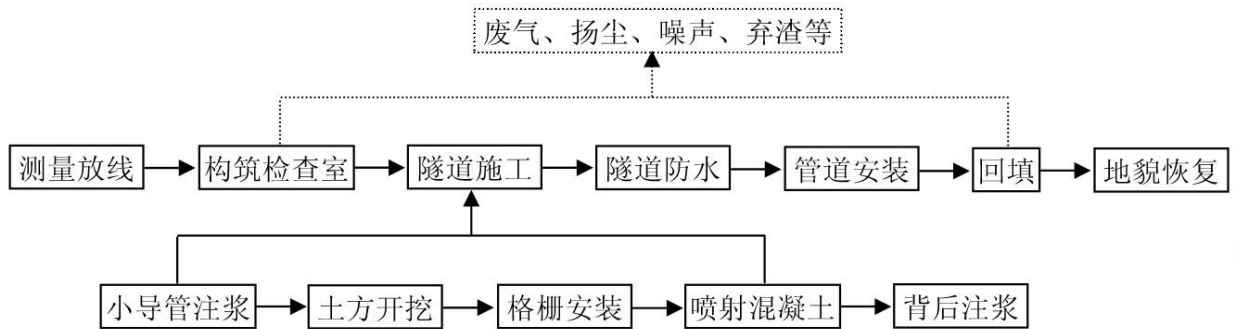 废气、扬尘、噪声、弃渣等
测量放线
构筑检查室
隧道施工
隧道防水
管道安装
回填
地貌恢复
小导管注浆
土方开挖
格栅安装
喷射混凝土
背后注浆